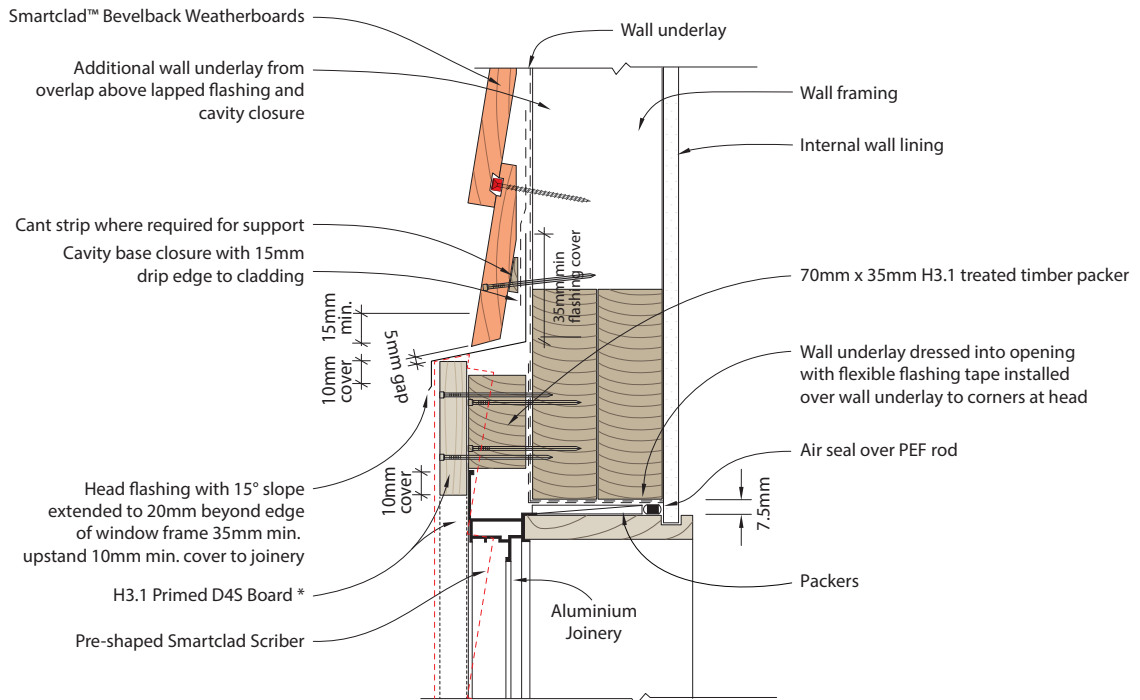 Smartclad™ Bevelback Weatherboards
Additional wall underlay from
overlap above lapped flashing and
cavity closure
Cant strip where required for support
Cavity base closure with 15mm
drip edge to cladding
15mm
min.
10mm
cover
5mm gap
10mm
cover
Head flashing with 15° slope
extended to 20mm beyond edge
of window frame 35mm min.
upstand 10mm min. cover to joinery
H3.1 Primed D4S Board *
Pre-shaped Smartclad Scriber
Wall underlay
Wall framing
Internal wall lining
35mm min
flashing cover
70mm x 35mm H3.1 treated timber packer
Wall underlay dressed into opening
with flexible flashing tape installed
over wall underlay to corners at head
Air seal over PEF rod
7.5mm
Packers
Aluminium
Joinery